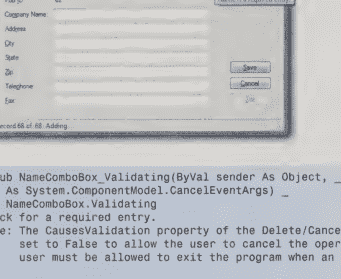 Company Name:
Address
City
State
Zip
Telephone
Fax
Save
Cancel
ecord 68 of 68 Adding
ub NameComboBox_Validating(ByVal sender As Object, _
As System.ComponentModel.CancelEventArgs) _
NameComboBox.Validating
ck for a required entry.
e: The CausesValidation property of the Delete/Cance
set to False to allow the user to cancel the oper
user must be allowed to exit the program when an